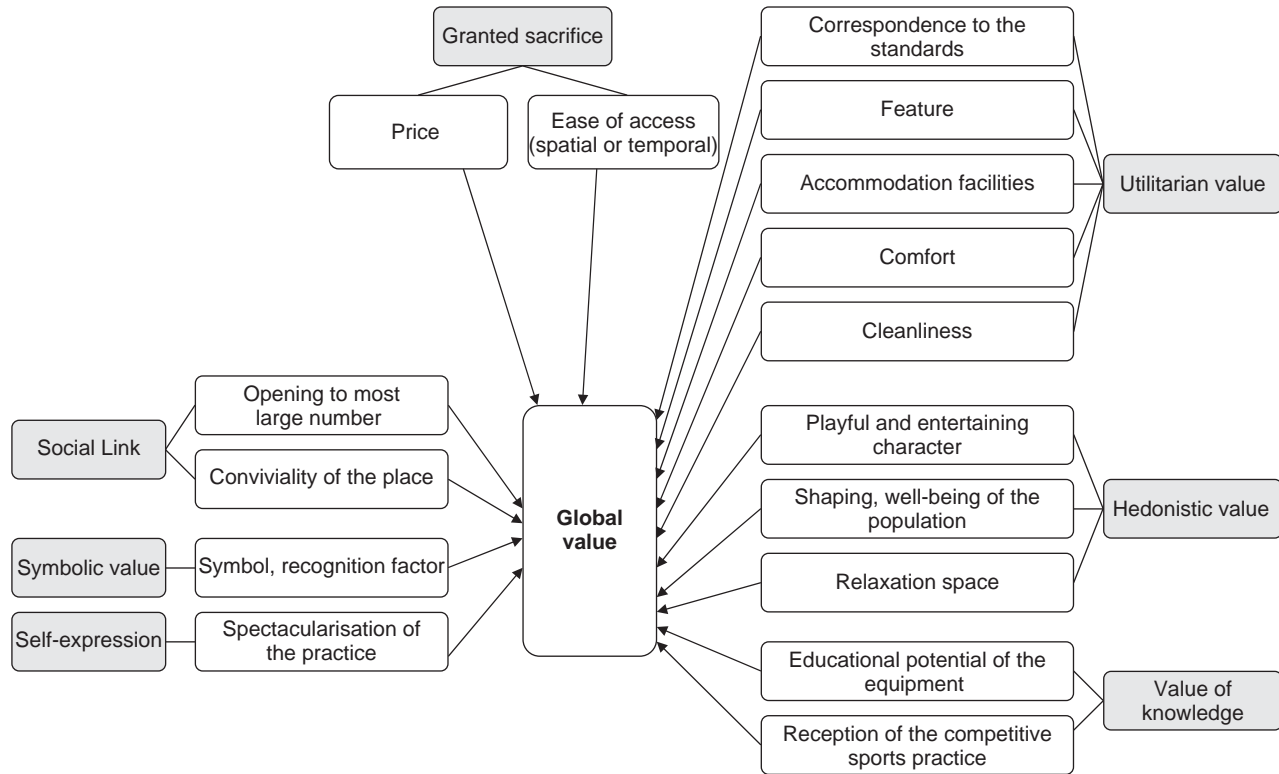 Granted sacrifice
Price
Ease of access
(spatial or temporal)
Correspondence to the
standards
Feature
Accommodation facilities
Comfort
Cleanliness
Utilitarian value
Social Link
Opening to most
large number
Conviviality of the place
Symbolic value
Symbol, recognition factor
Self-expression
Spectacularisation of
the practice
Global
value
Playful and entertaining
character
Shaping, well-being of the
population
Relaxation space
Hedonistic value
Educational potential of the
equipment
Reception of the competitive
sports practice
Value of
knowledge